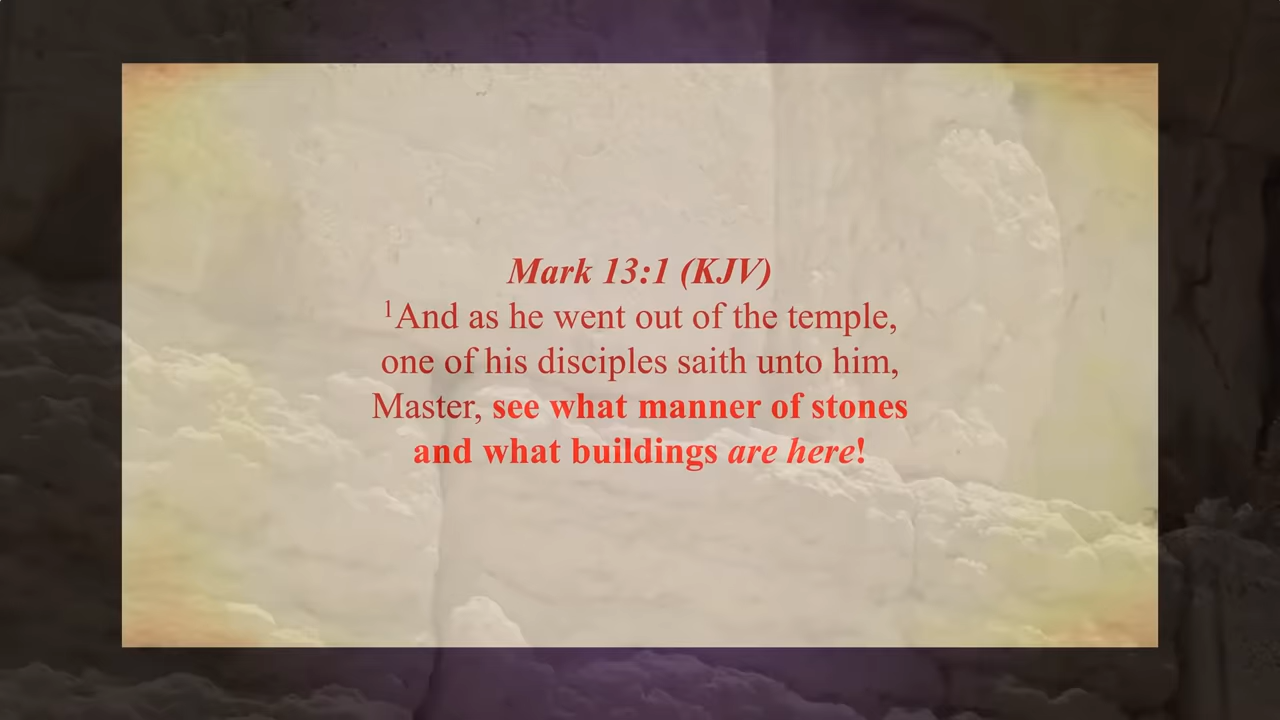 Mark 13:1 (KJV)
¹And as he went out of the temple,
one of his disciples saith unto him,
Master, see what manner of stones
and what buildings are here!